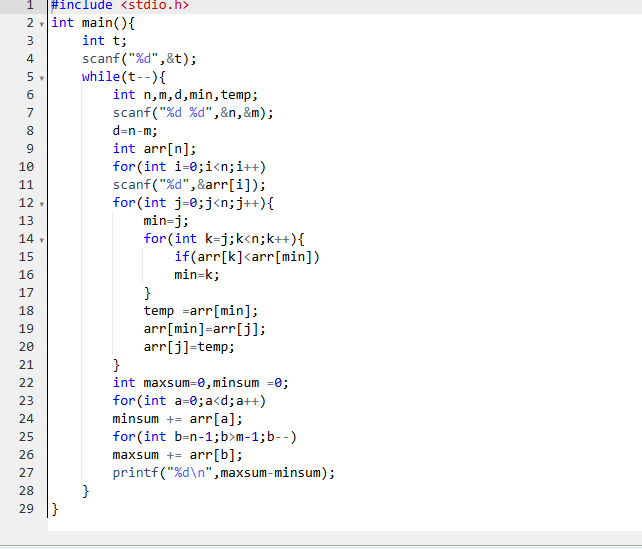 1 #include <stdio.h>
2 int main(){
3 int t;
4 scanf("%d",&t);
5 while(t--){
6 int n,m,d,min,temp;
7 scanf("%d %d",&n,&m);
8 d=n-m;
9 int arr[n];
10 for(int i=0;i<n;i++)
11 scanf("%d",&arr[i]);
12 for(int j=0;j<n;j++){
13 min=j;
14 for(int k=j;k<n;k++){
15 if(arr[k]<arr[min])
16 min=k;
17 }
18 temp =arr[min];
19 arr[min]=arr[j];
20 arr[j]=temp;
21 }
22 int maxsum=0,minsum =0;
23 for(int a=0;a<d;a++)
24 minsum += arr[a];
25 for(int b=n-1;b>m-1;b--)
26 maxsum += arr[b];
27 printf("%d\n",maxsum-minsum);
28 }
29 }